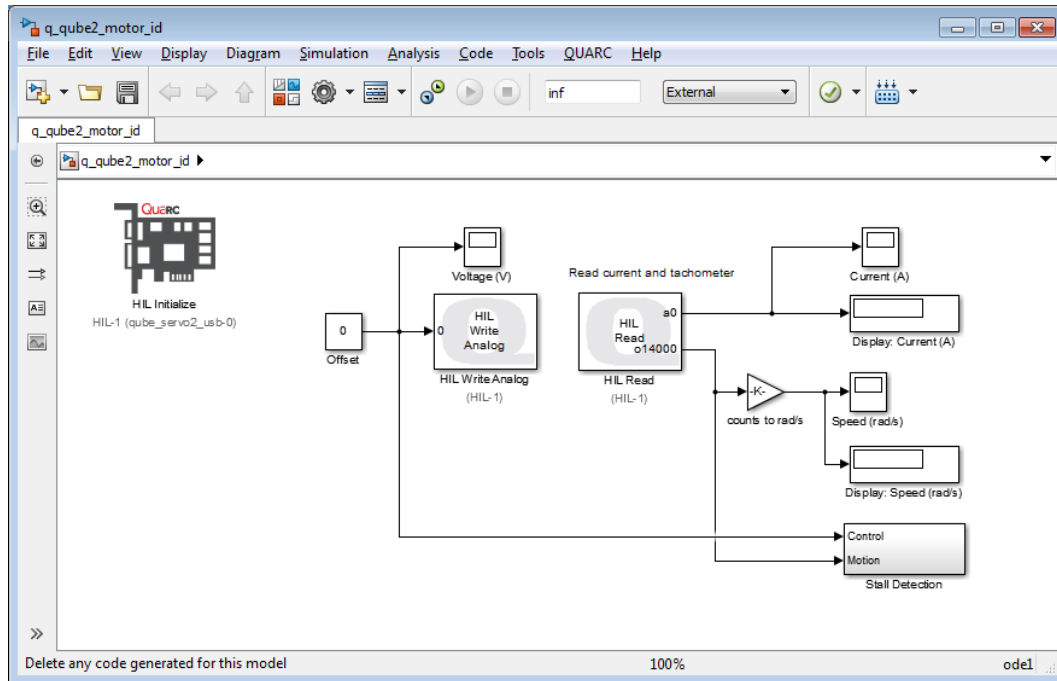 q_qube2_motor_id
File Edit View Display Diagram Simulation Analysis Code Tools QUARC Help
inf External
q_qube2_motor_id
q_qube2_motor_id
QUARC
HIL Initialize
HIL-1 (qube_servo2_usb-0)
0
Offset
Voltage (V)
0
HIL
Write
Analog
HIL Write Analog
(HIL-1)
Read current and tachometer
HIL
Read
a0
o14000
HIL Read
(HIL-1)
Current (A)
Display: Current (A)
-K-
counts to rad/s
Speed (rad/s)
Display: Speed (rad/s)
Control
Motion
Stall Detection
Delete any code generated for this model 100% ode1